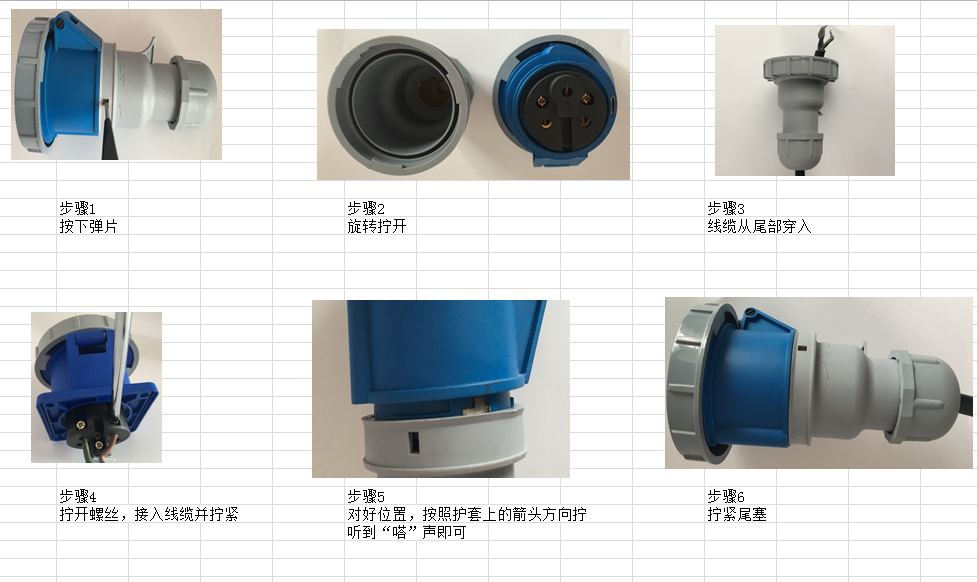 步骤1
按下弹片
步骤2
旋转拧开
步骤3
线缆从尾部穿入
步骤4
拧开螺丝，接入线缆并拧紧
步骤5
对好位置，按照护套上的箭头方向拧
听到“嗒”声即可
步骤6
拧紧尾塞